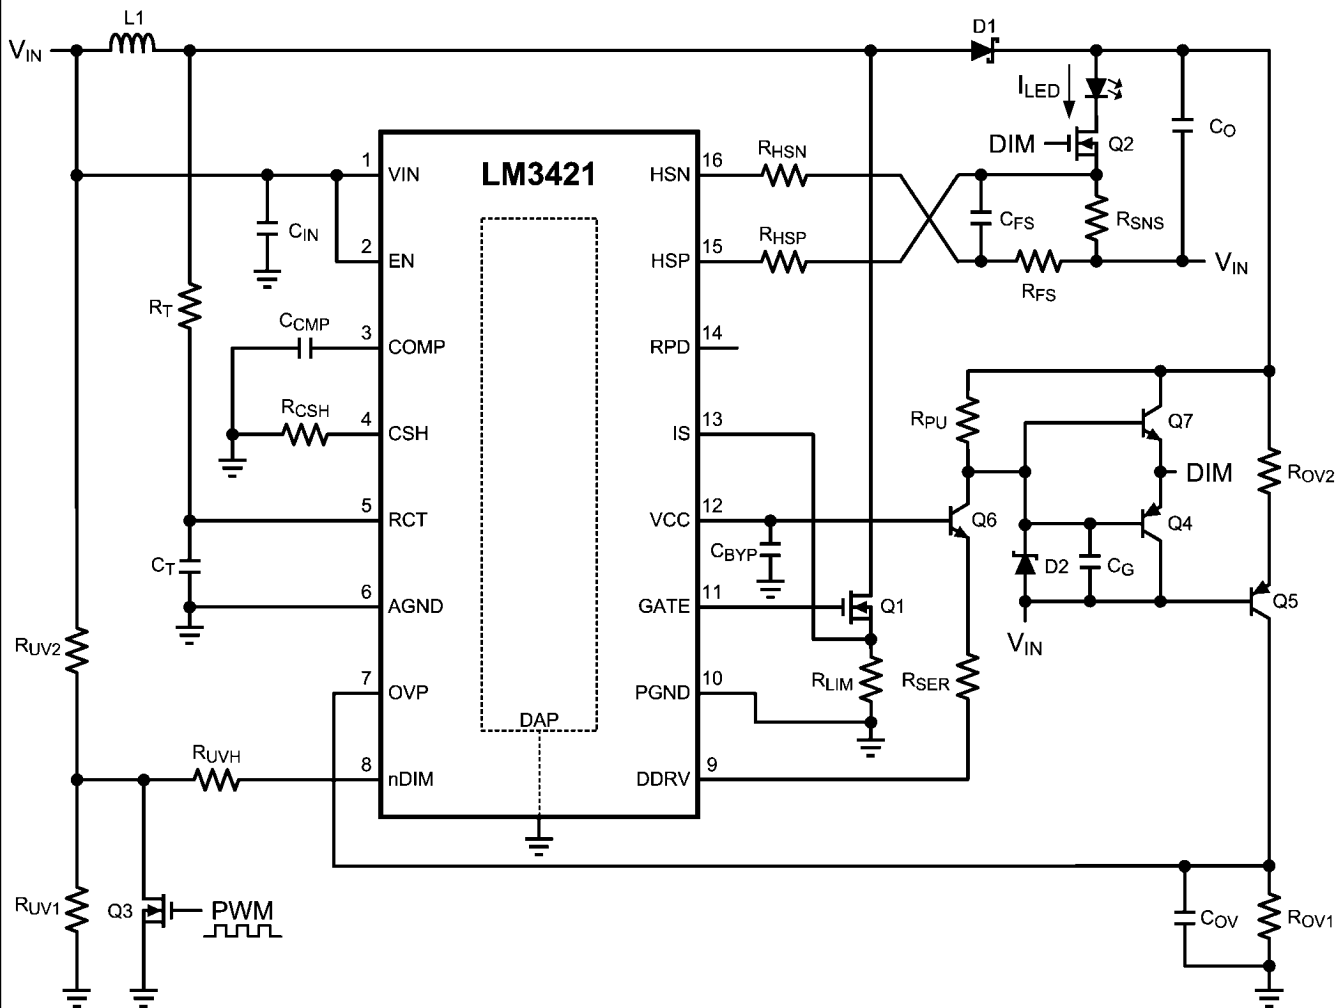 L1
D1
VIN
ILED
CO
DIM
Q2
RHSN
1
VIN
LM3421
HSN
16
CFS
RSNS
CIN
2
EN
HSP
15
RHSP
VIN
RFS
RT
CCMP
3
COMP
RPD
14
RCSH
4
CSH
IS
13
RPU
Q7
DIM
ROV2
5
RCT
VCC
12
Q6
Q4
CT
CBYP
D2
CG
6
AGND
GATE
11
Q1
Q5
VIN
RUV2
7
OVP
PGND
10
RLIM
RSER
DAP
RUVH
8
nDIM
DDRV
9
RUV1
Q3
PWM
COV
ROV1